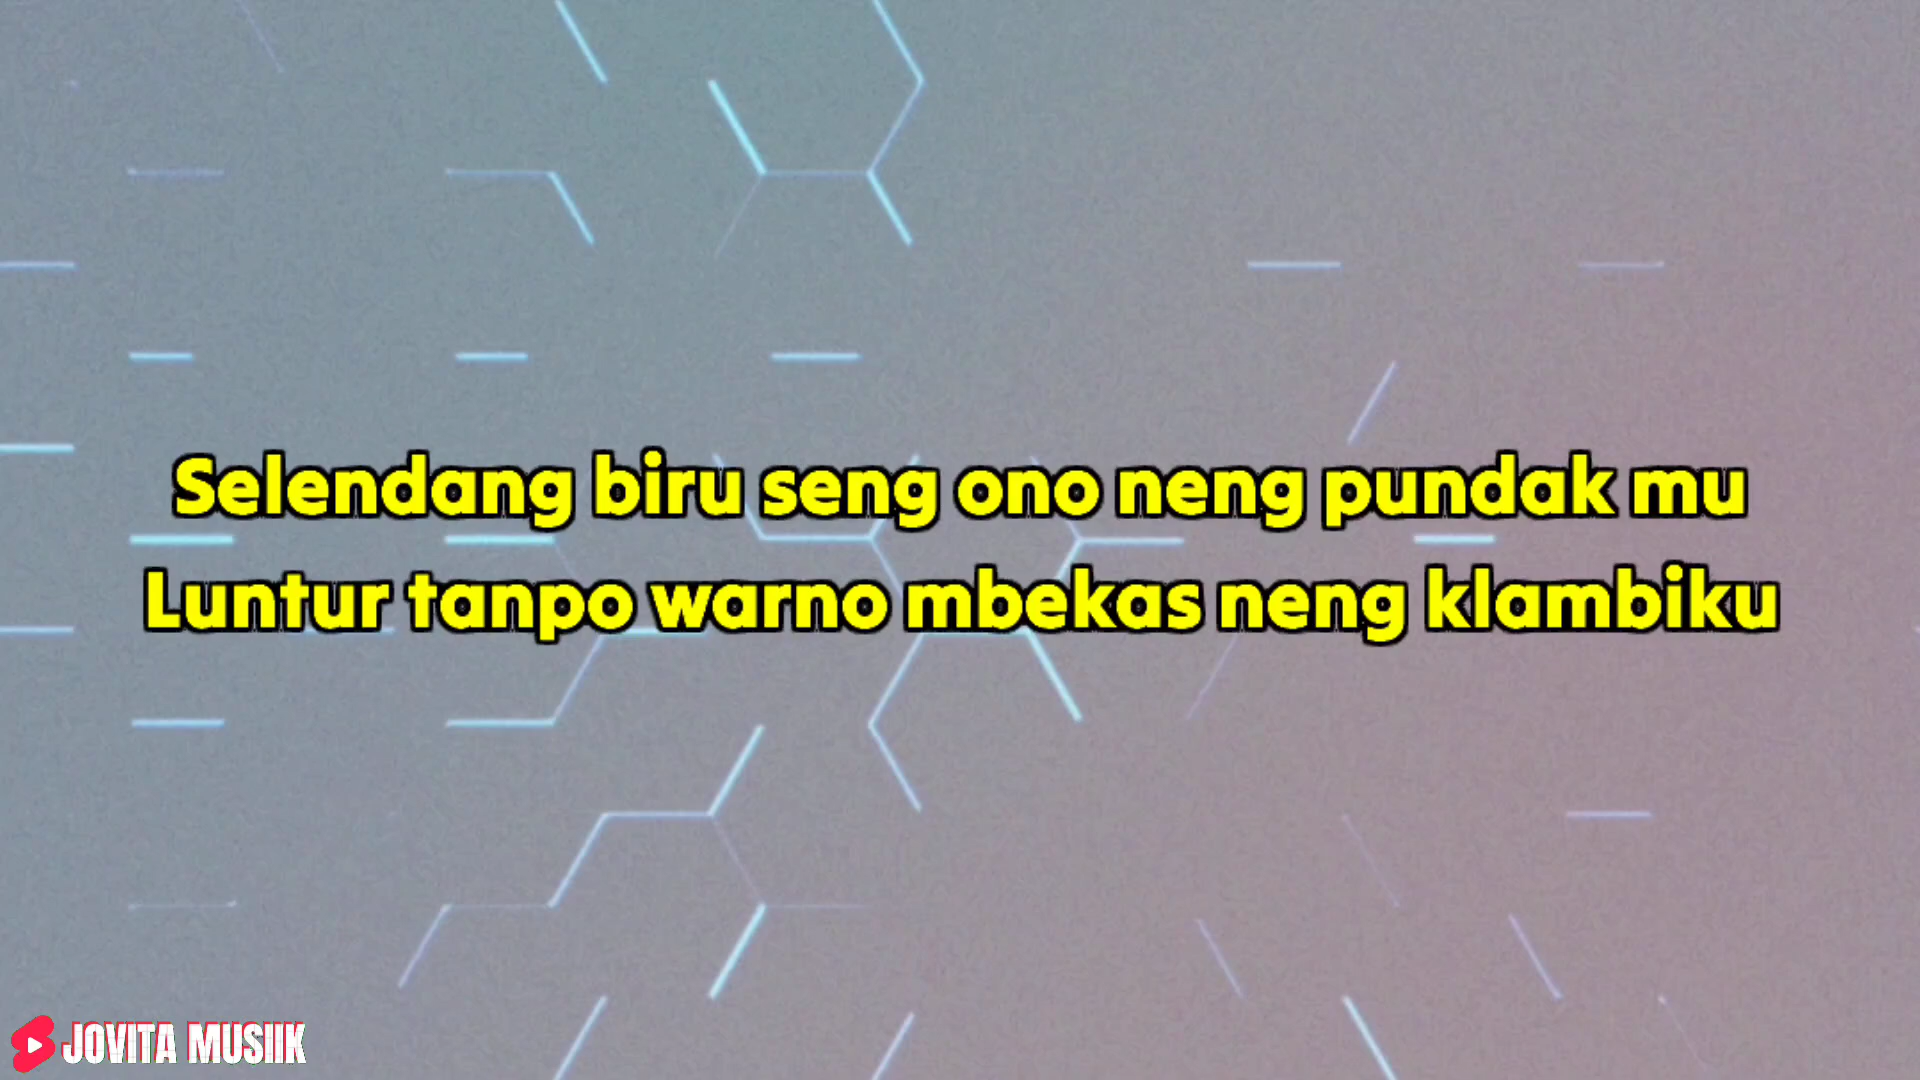 Selendang biru seng ono neng pundak mu
Luntur tanpo warno mbekas neng klambiku
JOVITA MUSIIK